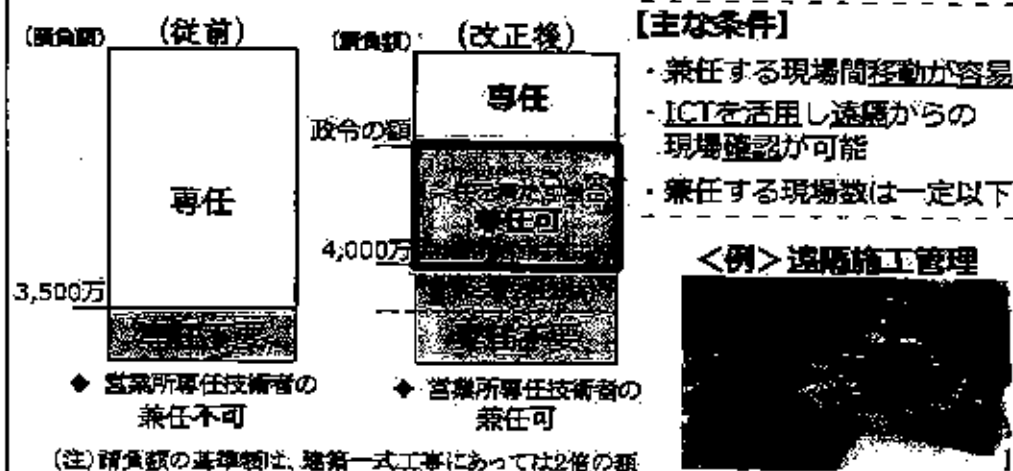 (請負額)
(従前)
専任
3,500万
◆ 営業所専任技術者の
兼任不可
(請負額)
(改正後)
専任
政令の額
兼任可
4,000万
◆ 営業所専任技術者の
兼任可
(注)請負額の基準額は、建築一式工事にあっては2倍の額
【主な条件】
・兼任する現場間移動が容易
・ICTを活用し遠隔からの
現場確認が可能
・兼任する現場数は一定以下
<例>遠隔施工管理